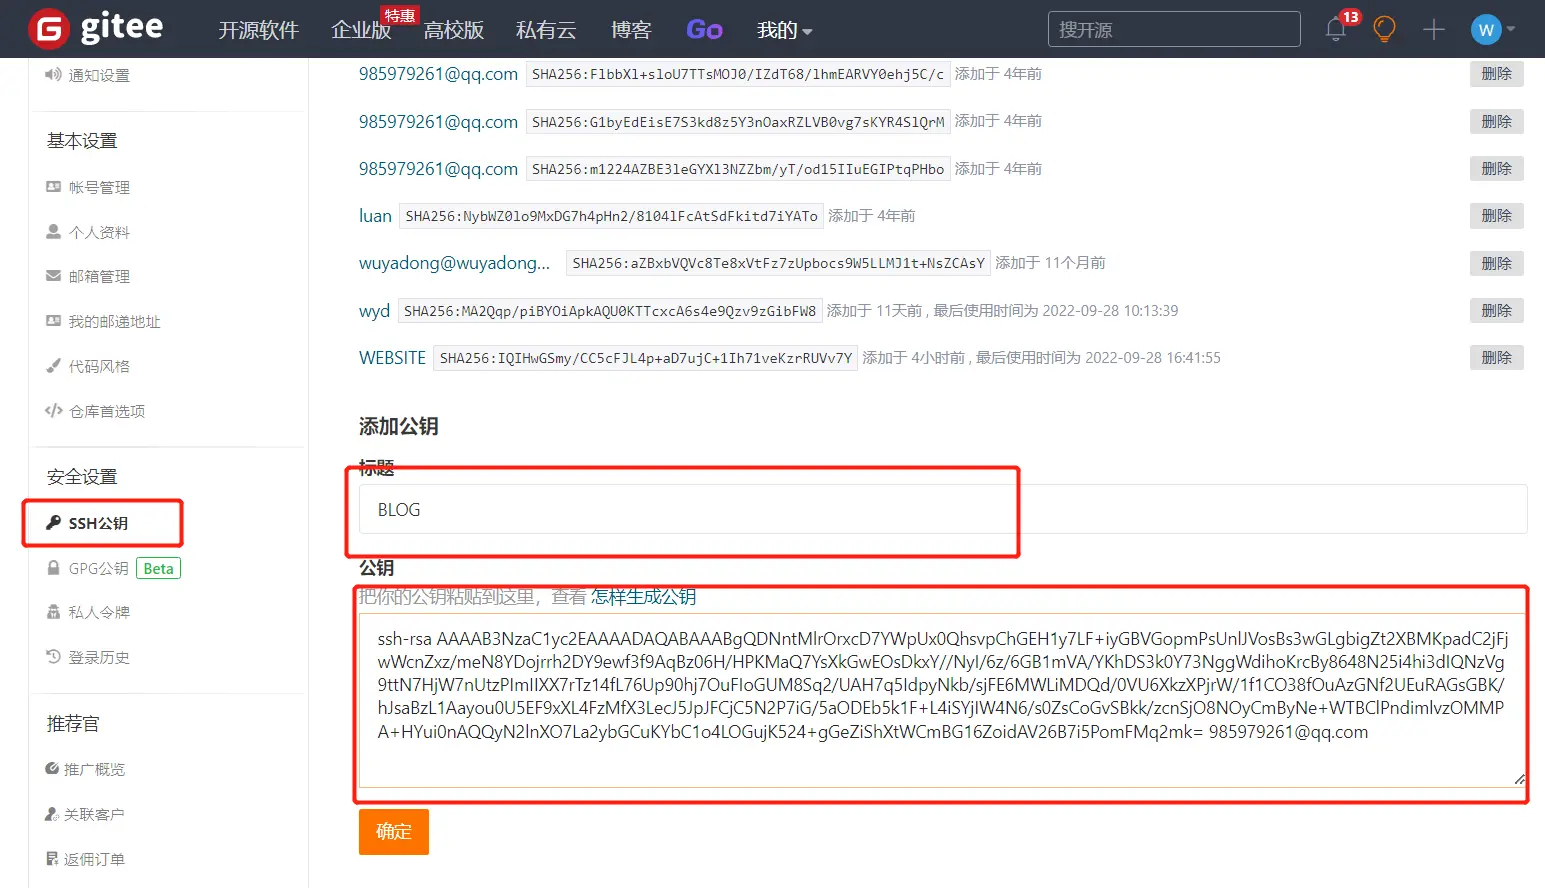 gitee 开源软件 企业版 特惠 高校版 私有云 博客 Go 我的 搜开源 13 W
通知设置
基本设置
帐号管理
个人资料
邮箱管理
我的邮递地址
代码风格
仓库首选项
安全设置
SSH公钥
GPG公钥 Beta
私人令牌
登录历史
推荐官
推广概览
关联客户
返佣订单
985979261@qq.com SHA256:FlbbXl+sloU7TTsMOJ0/IZdT68/lhmEARVY0ehj5C/c 添加于 4年前 删除
985979261@qq.com SHA256:G1byEdEisE7S3kd8z5Y3nOaxRZLVB0vg7sKYR4SlQrM 添加于 4年前 删除
985979261@qq.com SHA256:m1224AZBE3leGYXl3NZZbm/yT/od15IIuEGIPtqPHbo 添加于 4年前 删除
luan SHA256:NybWZ0lo9MxDG7h4pHn2/8104lFcAtSdFkitd7iYATo 添加于 4年前 删除
wuyadong@wuyadong... SHA256:aZBxbVQVc8Te8xVtFz7zUpbocs9W5LLMJ1t+NsZCAsY 添加于 11个月前 删除
wyd SHA256:MA2Qqp/piBYOiApkAQU0KTTcxcA6s4e9Qzv9zGibFW8 添加于 11天前 , 最后使用时间为 2022-09-28 10:13:39 删除
WEBSITE SHA256:IQIHwGSmy/CC5cFJL4p+aD7ujC+1Ih71veKzrRUVv7Y 添加于 4小时前 , 最后使用时间为 2022-09-28 16:41:55 删除
添加公钥
标题
BLOG
公钥
把你的公钥粘贴到这里，查看 怎样生成公钥
ssh-rsa AAAAB3NzaC1yc2EAAAADAQABAAABgQDNntMlrOrxcD7YWpUx0QhsvpChGEH1y7LF+iyGBVGopmPsUnlJVosBs3wGLgbigZt2XBMKpadC2jFj
wWcnZxz/meN8YDojrrh2DY9ewf3f9AqBz06H/HPKMaQ7YsXkGwEOsDkxY//NyI/6z/6GB1mVA/YKhDS3k0Y73NggWdihoKrcBy8648N25i4hi3dIQNzVg
9ttN7HjW7nUtzPImIIXX7rTz14fL76Up90hj7OuFIoGUM8Sq2/UAH7q5IdpyNkb/sjFE6MWLiMDQd/0VU6XkzXPjrW/1f1CO38fOuAzGNf2UEuRAGsGBK/
hJsaBzL1Aayou0U5EF9xXL4FzMfX3LecJ5JpJFCjC5N2P7iG/5aODEb5k1F+L4iSYjIW4N6/s0ZsCoGvSBkk/zcnSjO8NOyCmByNe+WTBClPndimlvzOMMP
A+HYui0nAQQyN2lnXO7La2ybGCuKYbC1o4LOGujK524+gGeZiShXtWCmBG16ZoidAV26B7i5PomFMq2mk= 985979261@qq.com
确定